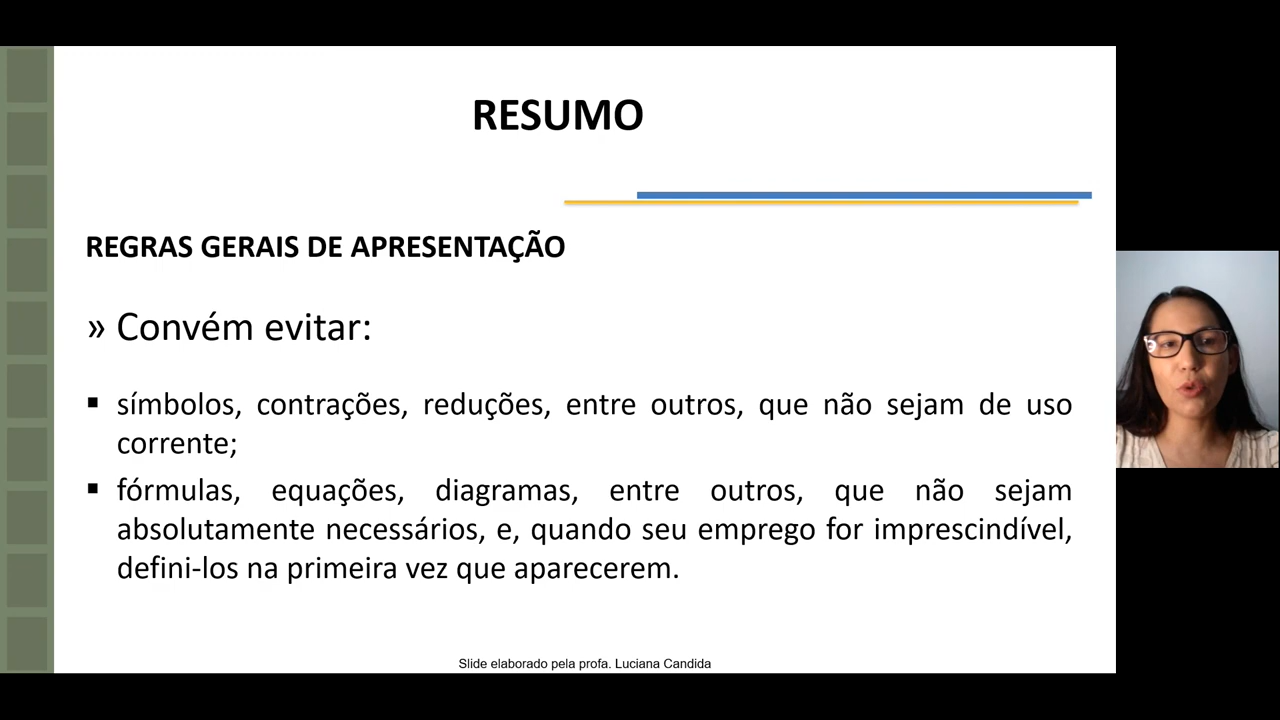 RESUMO
REGRAS GERAIS DE APRESENTAÇÃO
» Convém evitar:
▪ símbolos, contrações, reduções, entre outros, que não sejam de uso
corrente;
▪ fórmulas, equações, diagramas, entre outros, que não sejam
absolutamente necessários, e, quando seu emprego for imprescindível,
defini-los na primeira vez que aparecerem.
Slide elaborado pela profa. Luciana Candida